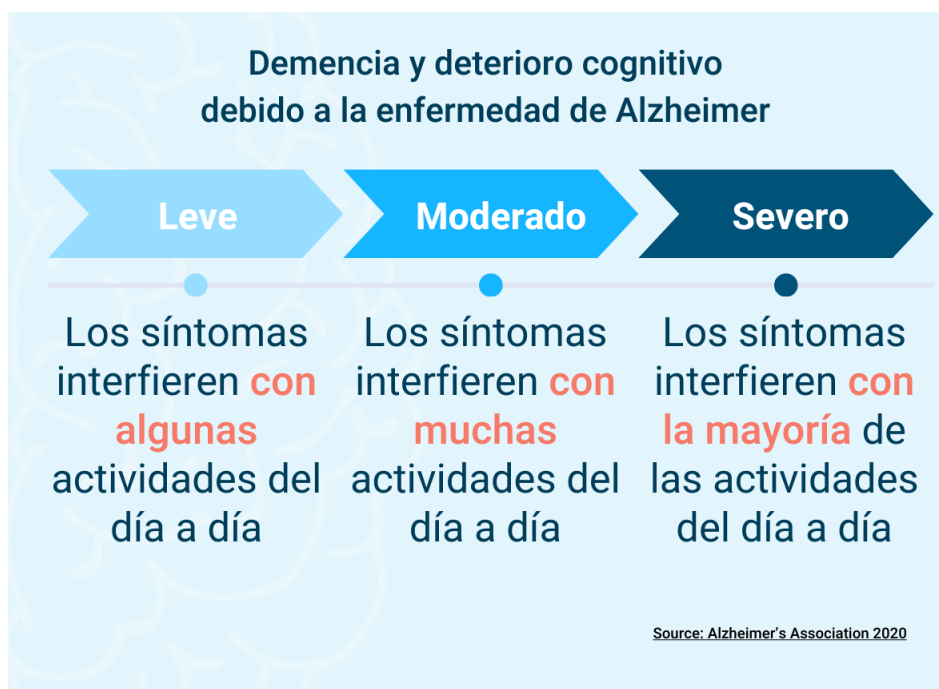 Demencia y deterioro cognitivo
debido a la enfermedad de Alzheimer
Leve
Moderado
Severo
Los síntomas
interfieren con
algunas
actividades del
día a día
Los síntomas
interfieren con
muchas
actividades del
día a día
Los síntomas
interfieren con
la mayoría de
las actividades
del día a día
Source: Alzheimer’s Association 2020